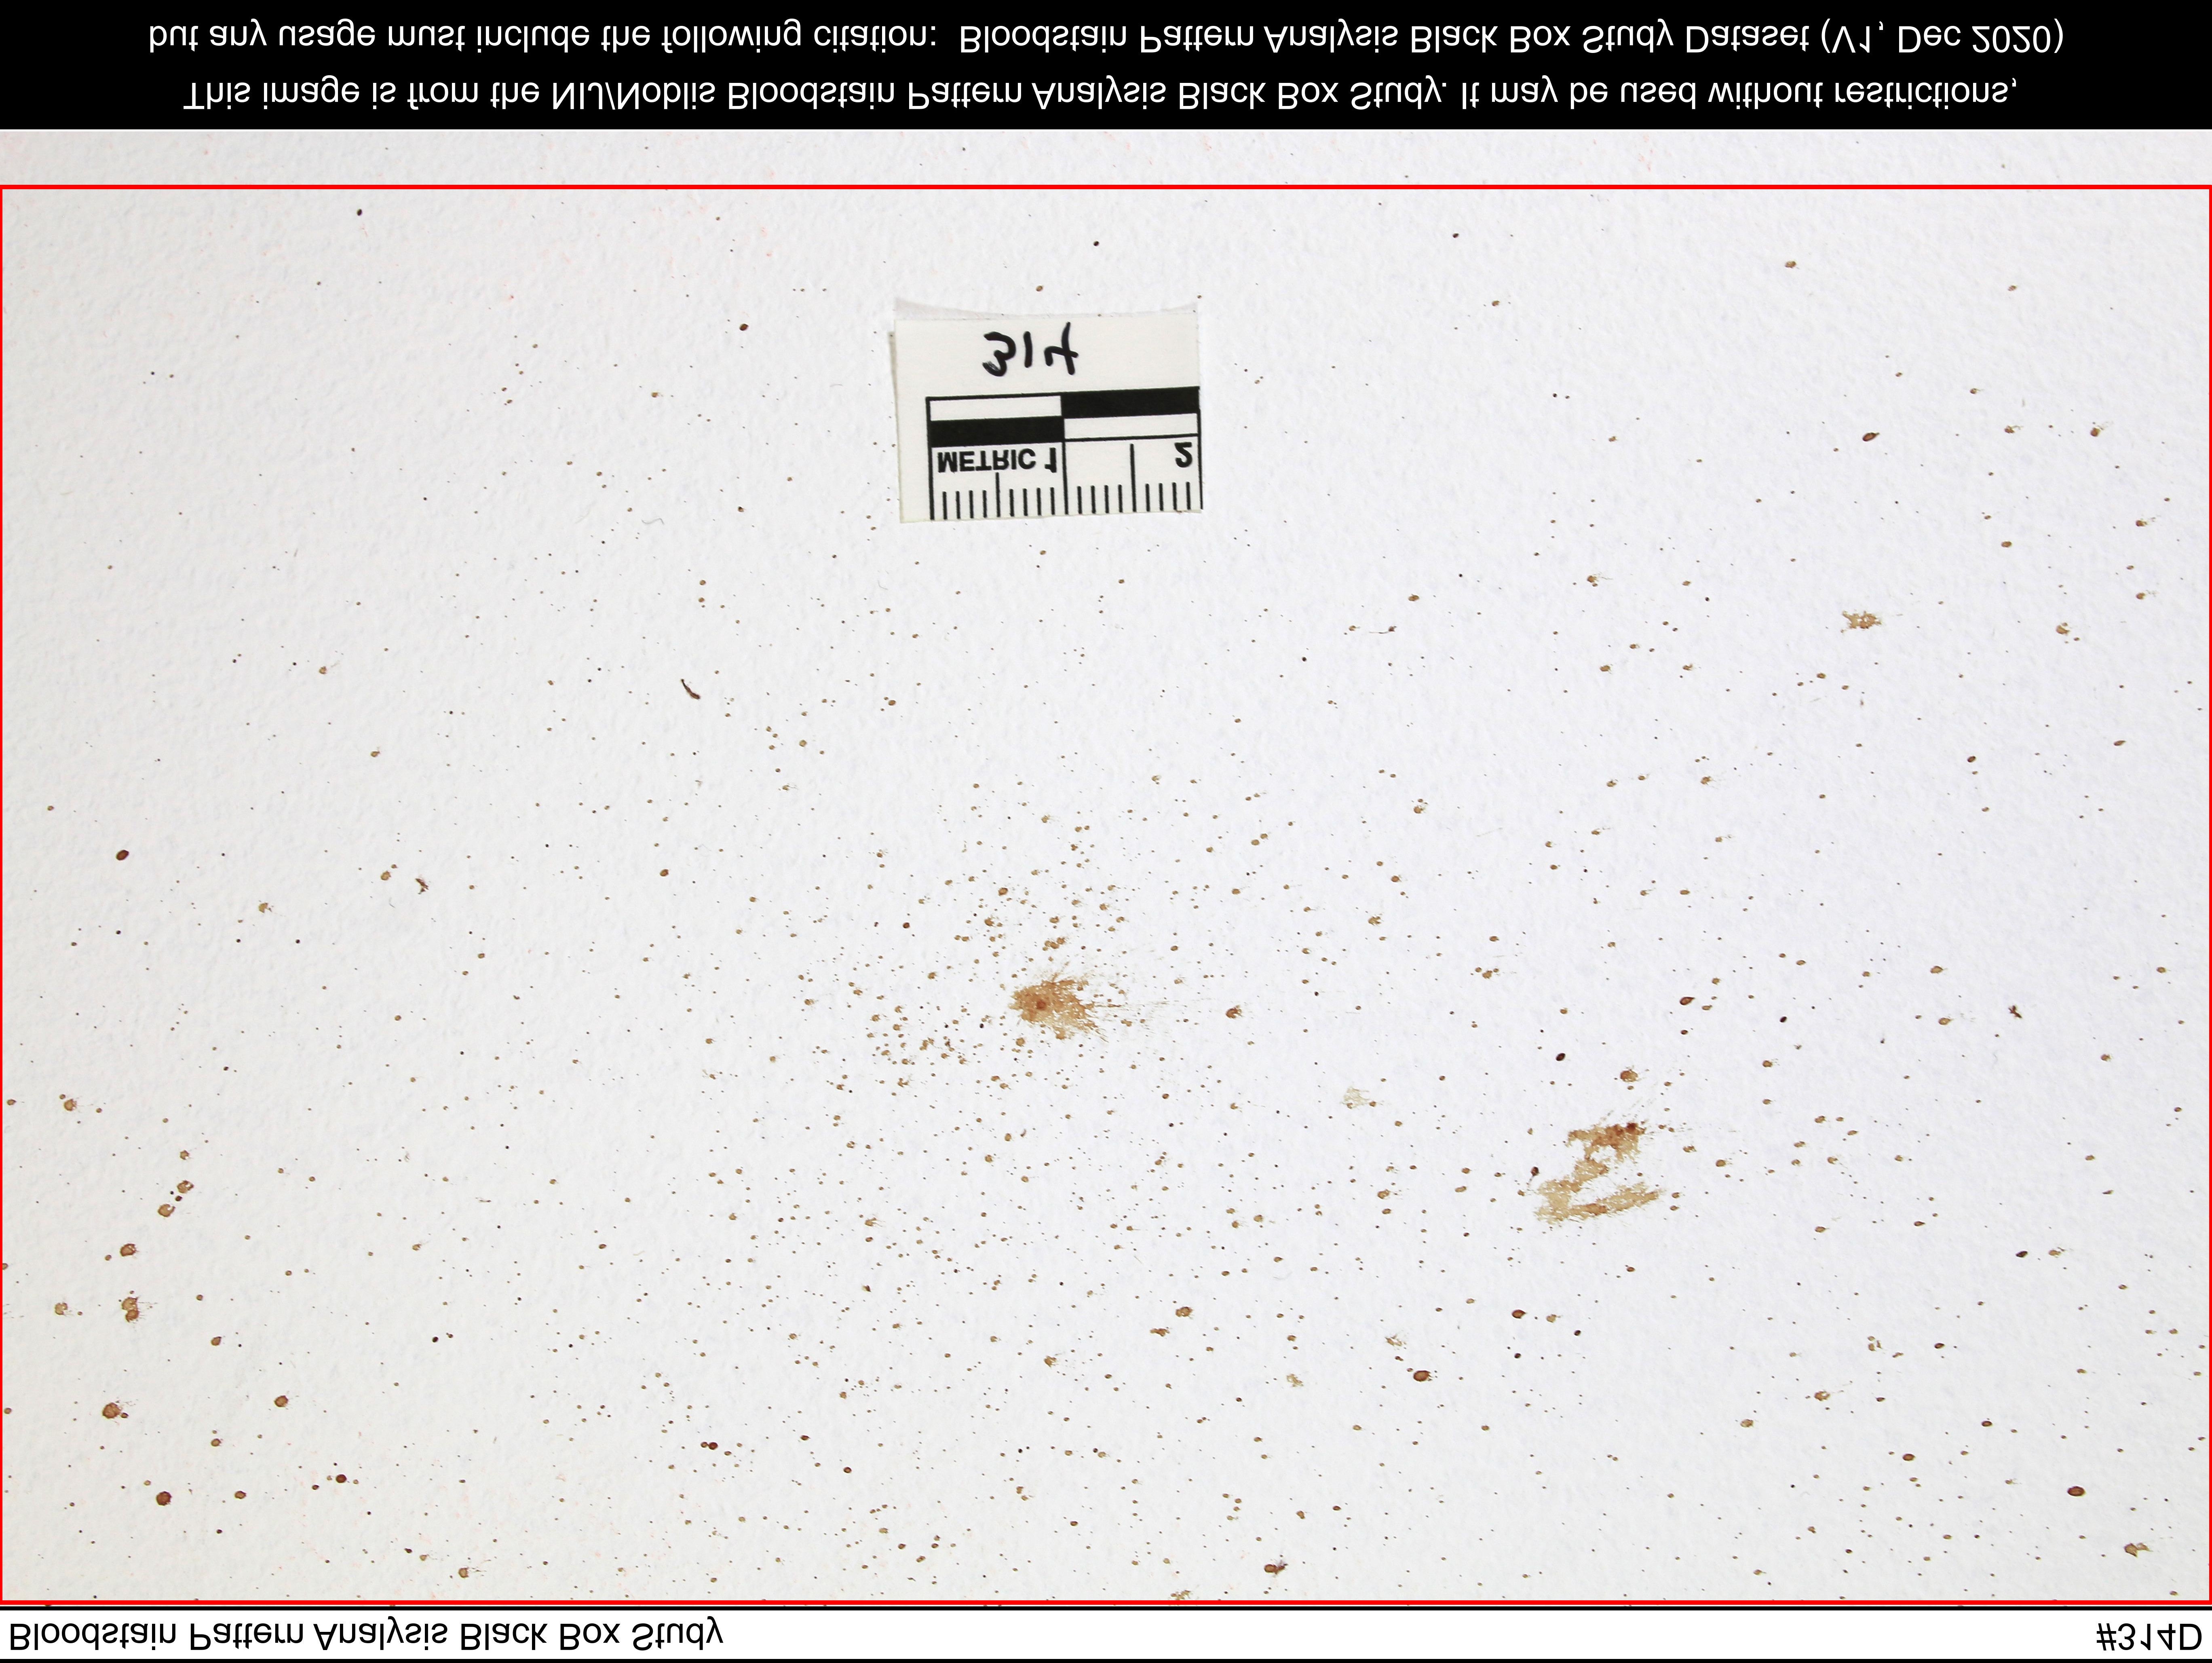 Bloodstain Pattern Analysis Black Box Study #314D
METRIC 1 2
314
This image is from the NIJ/Noblis Bloodstain Pattern Analysis Black Box Study. It may be used without restrictions,
but any usage must include the following citation: Bloodstain Pattern Analysis Black Box Study Dataset (V1, Dec 2020)